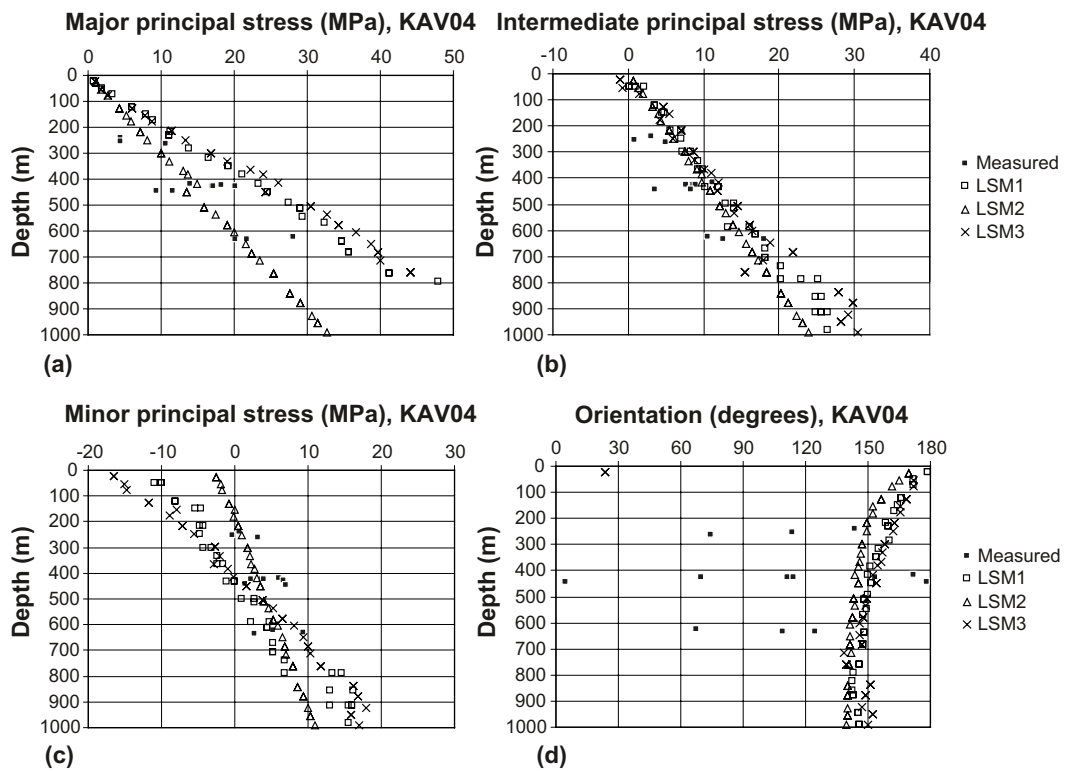 (a)
Major principal stress (MPa), KAV04
0 10 20 30 40 50
0
100
200
300
400
500
600
700
800
900
1000
Depth (m)
Intermediate principal stress (MPa), KAV04
-10 0 10 20 30 40
0
100
200
300
400
500
600
700
800
900
1000
Depth (m)
(b)
Measured
LSM1
LSM2
LSM3
Minor principal stress (MPa), KAV04
-20 -10 0 10 20 30
0
100
200
300
400
500
600
700
800
900
1000
Depth (m)
(c)
Orientation (degrees), KAV04
0 30 60 90 120 150 180
0
100
200
300
400
500
600
700
800
900
1000
Depth (m)
(d)
Measured
LSM1
LSM2
LSM3